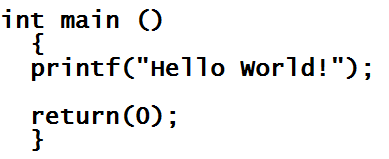 int main ()
{
printf("Hello World!");
return(0);
}